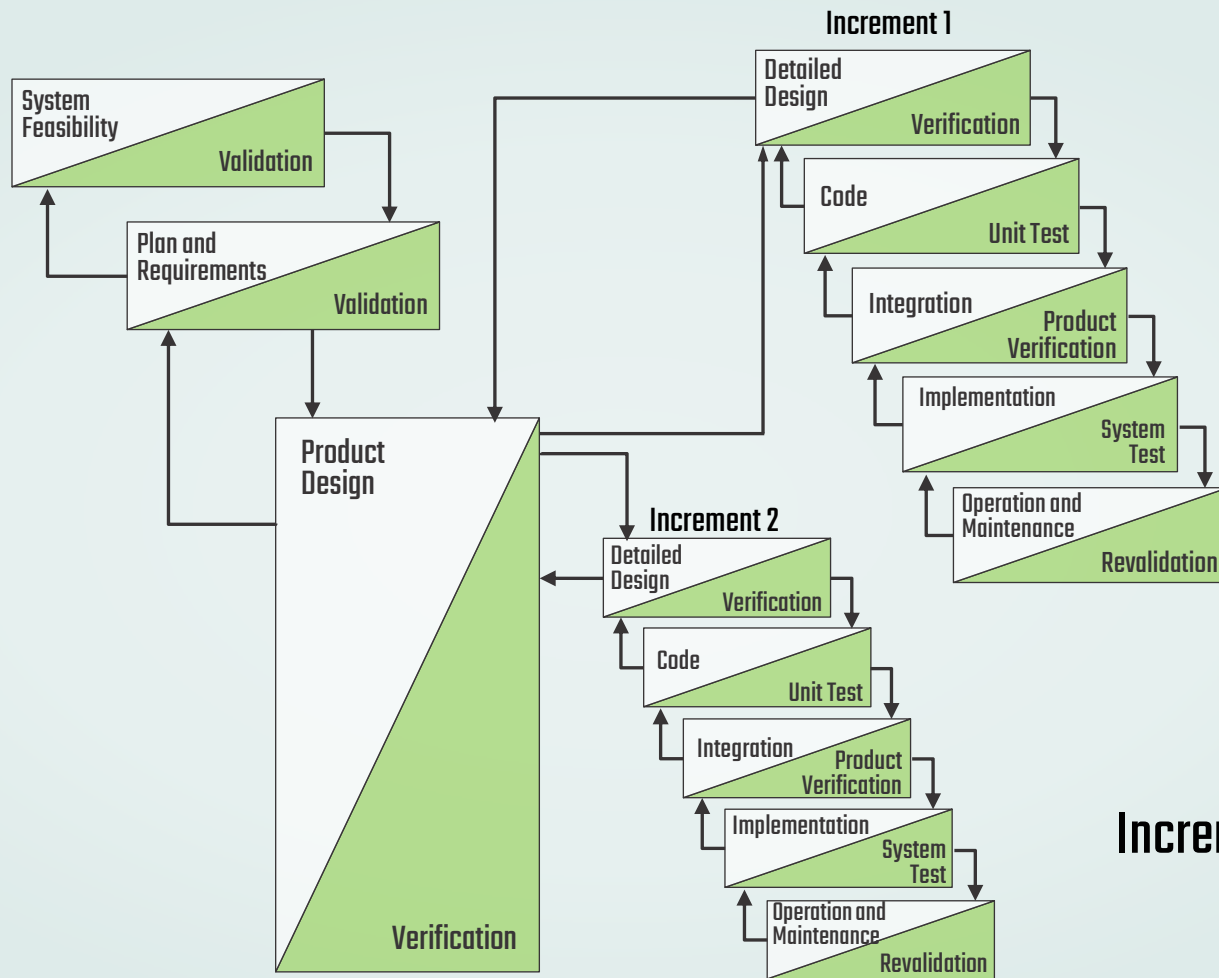 System
Feasibility
Validation
Plan and
Requirements
Validation
Product
Design
Verification
Increment 1
Detailed
Design
Verification
Code
Unit Test
Integration
Product
Verification
Implementation
System
Test
Operation and
Maintenance
Revalidation
Increment 2
Detailed
Design
Verification
Code
Unit Test
Integration
Product
Verification
Implementation
System
Test
Operation and
Maintenance
Revalidation